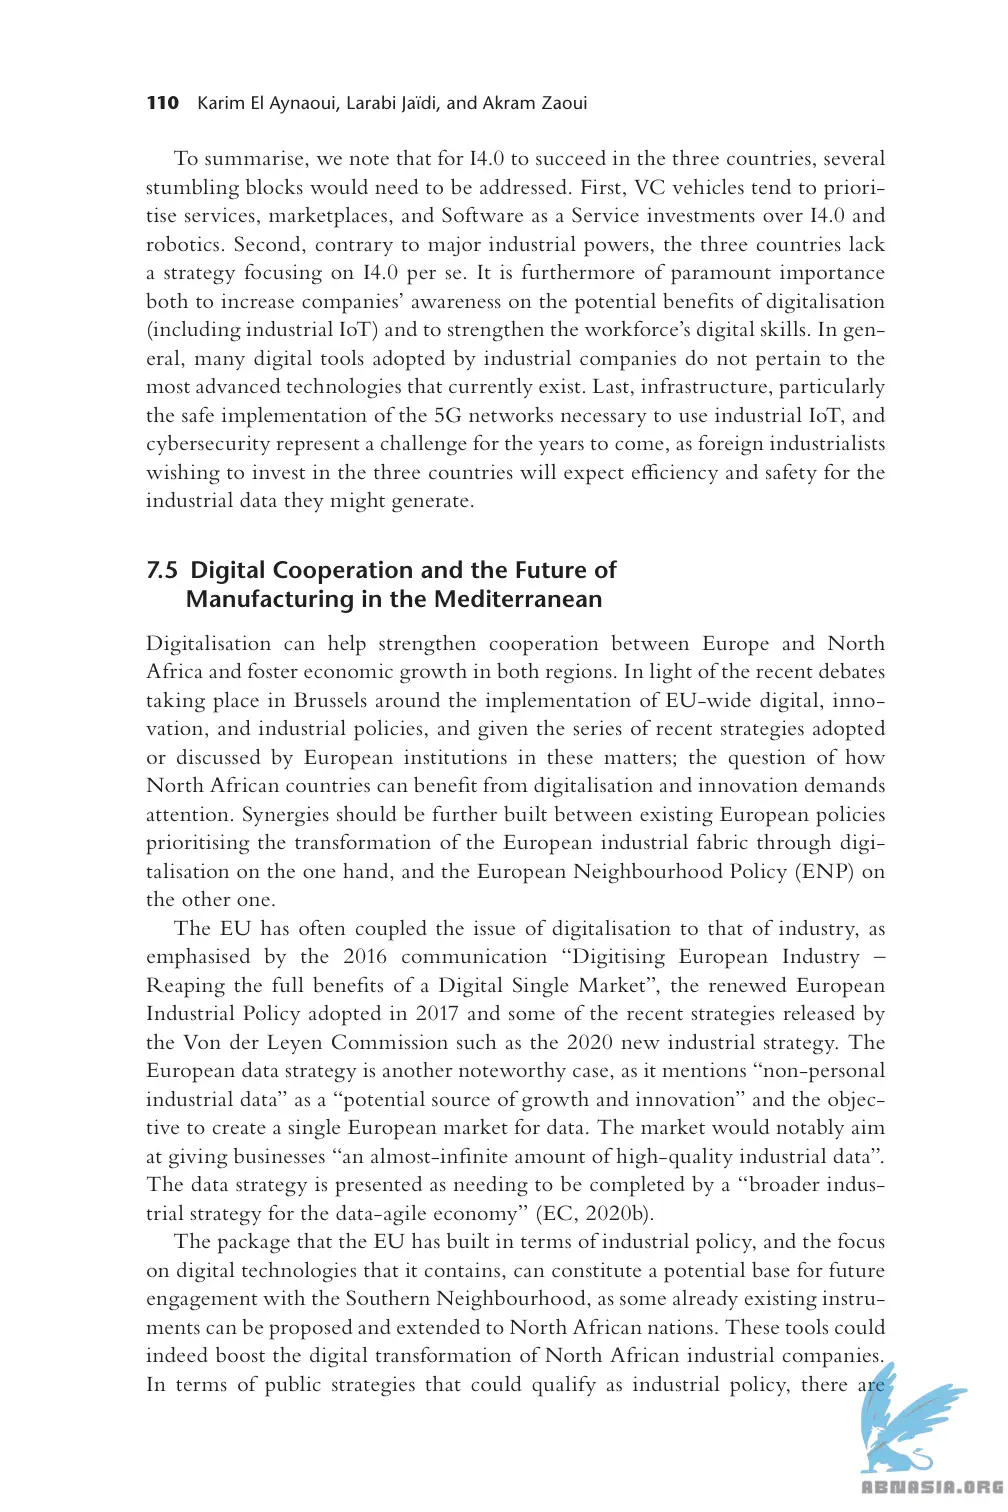 110 Karim El Aynaoui, Larabi Jaïdi, and Akram Zaoui
To summarise, we note that for I4.0 to succeed in the three countries, several
stumbling blocks would need to be addressed. First, VC vehicles tend to priori-
tise services, marketplaces, and Software as a Service investments over I4.0 and
robotics. Second, contrary to major industrial powers, the three countries lack
a strategy focusing on I4.0 per se. It is furthermore of paramount importance
both to increase companies’ awareness on the potential benefits of digitalisation
(including industrial IoT) and to strengthen the workforce’s digital skills. In gen-
eral, many digital tools adopted by industrial companies do not pertain to the
most advanced technologies that currently exist. Last, infrastructure, particularly
the safe implementation of the 5G networks necessary to use industrial IoT, and
cybersecurity represent a challenge for the years to come, as foreign industrialists
wishing to invest in the three countries will expect efficiency and safety for the
industrial data they might generate.
7.5 Digital Cooperation and the Future of
Manufacturing in the Mediterranean
Digitalisation can help strengthen cooperation between Europe and North
Africa and foster economic growth in both regions. In light of the recent debates
taking place in Brussels around the implementation of EU-wide digital, inno-
vation, and industrial policies, and given the series of recent strategies adopted
or discussed by European institutions in these matters; the question of how
North African countries can benefit from digitalisation and innovation demands
attention. Synergies should be further built between existing European policies
prioritising the transformation of the European industrial fabric through digi-
talisation on the one hand, and the European Neighbourhood Policy (ENP) on
the other one.
The EU has often coupled the issue of digitalisation to that of industry, as
emphasised by the 2016 communication “Digitising European Industry –
Reaping the full benefits of a Digital Single Market”, the renewed European
Industrial Policy adopted in 2017 and some of the recent strategies released by
the Von der Leyen Commission such as the 2020 new industrial strategy. The
European data strategy is another noteworthy case, as it mentions “non-personal
industrial data” as a “potential source of growth and innovation” and the objec-
tive to create a single European market for data. The market would notably aim
at giving businesses “an almost-infinite amount of high-quality industrial data”.
The data strategy is presented as needing to be completed by a “broader indus-
trial strategy for the data-agile economy” (EC, 2020b).
The package that the EU has built in terms of industrial policy, and the focus
on digital technologies that it contains, can constitute a potential base for future
engagement with the Southern Neighbourhood, as some already existing instru-
ments can be proposed and extended to North African nations. These tools could
indeed boost the digital transformation of North African industrial companies.
In terms of public strategies that could qualify as industrial policy, there are
ABNASIA.ORG